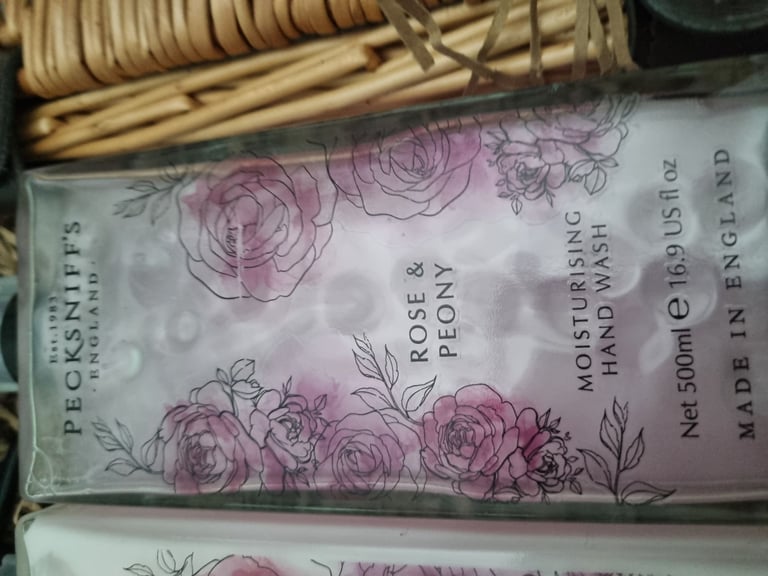 Est.1983
PECKSNIFF'S
· ENGLAND ·
ROSE &
PEONY
MOISTURISING
HAND WASH
Net 500ml e 16.9 US fl oz
MADE IN ENGLAND